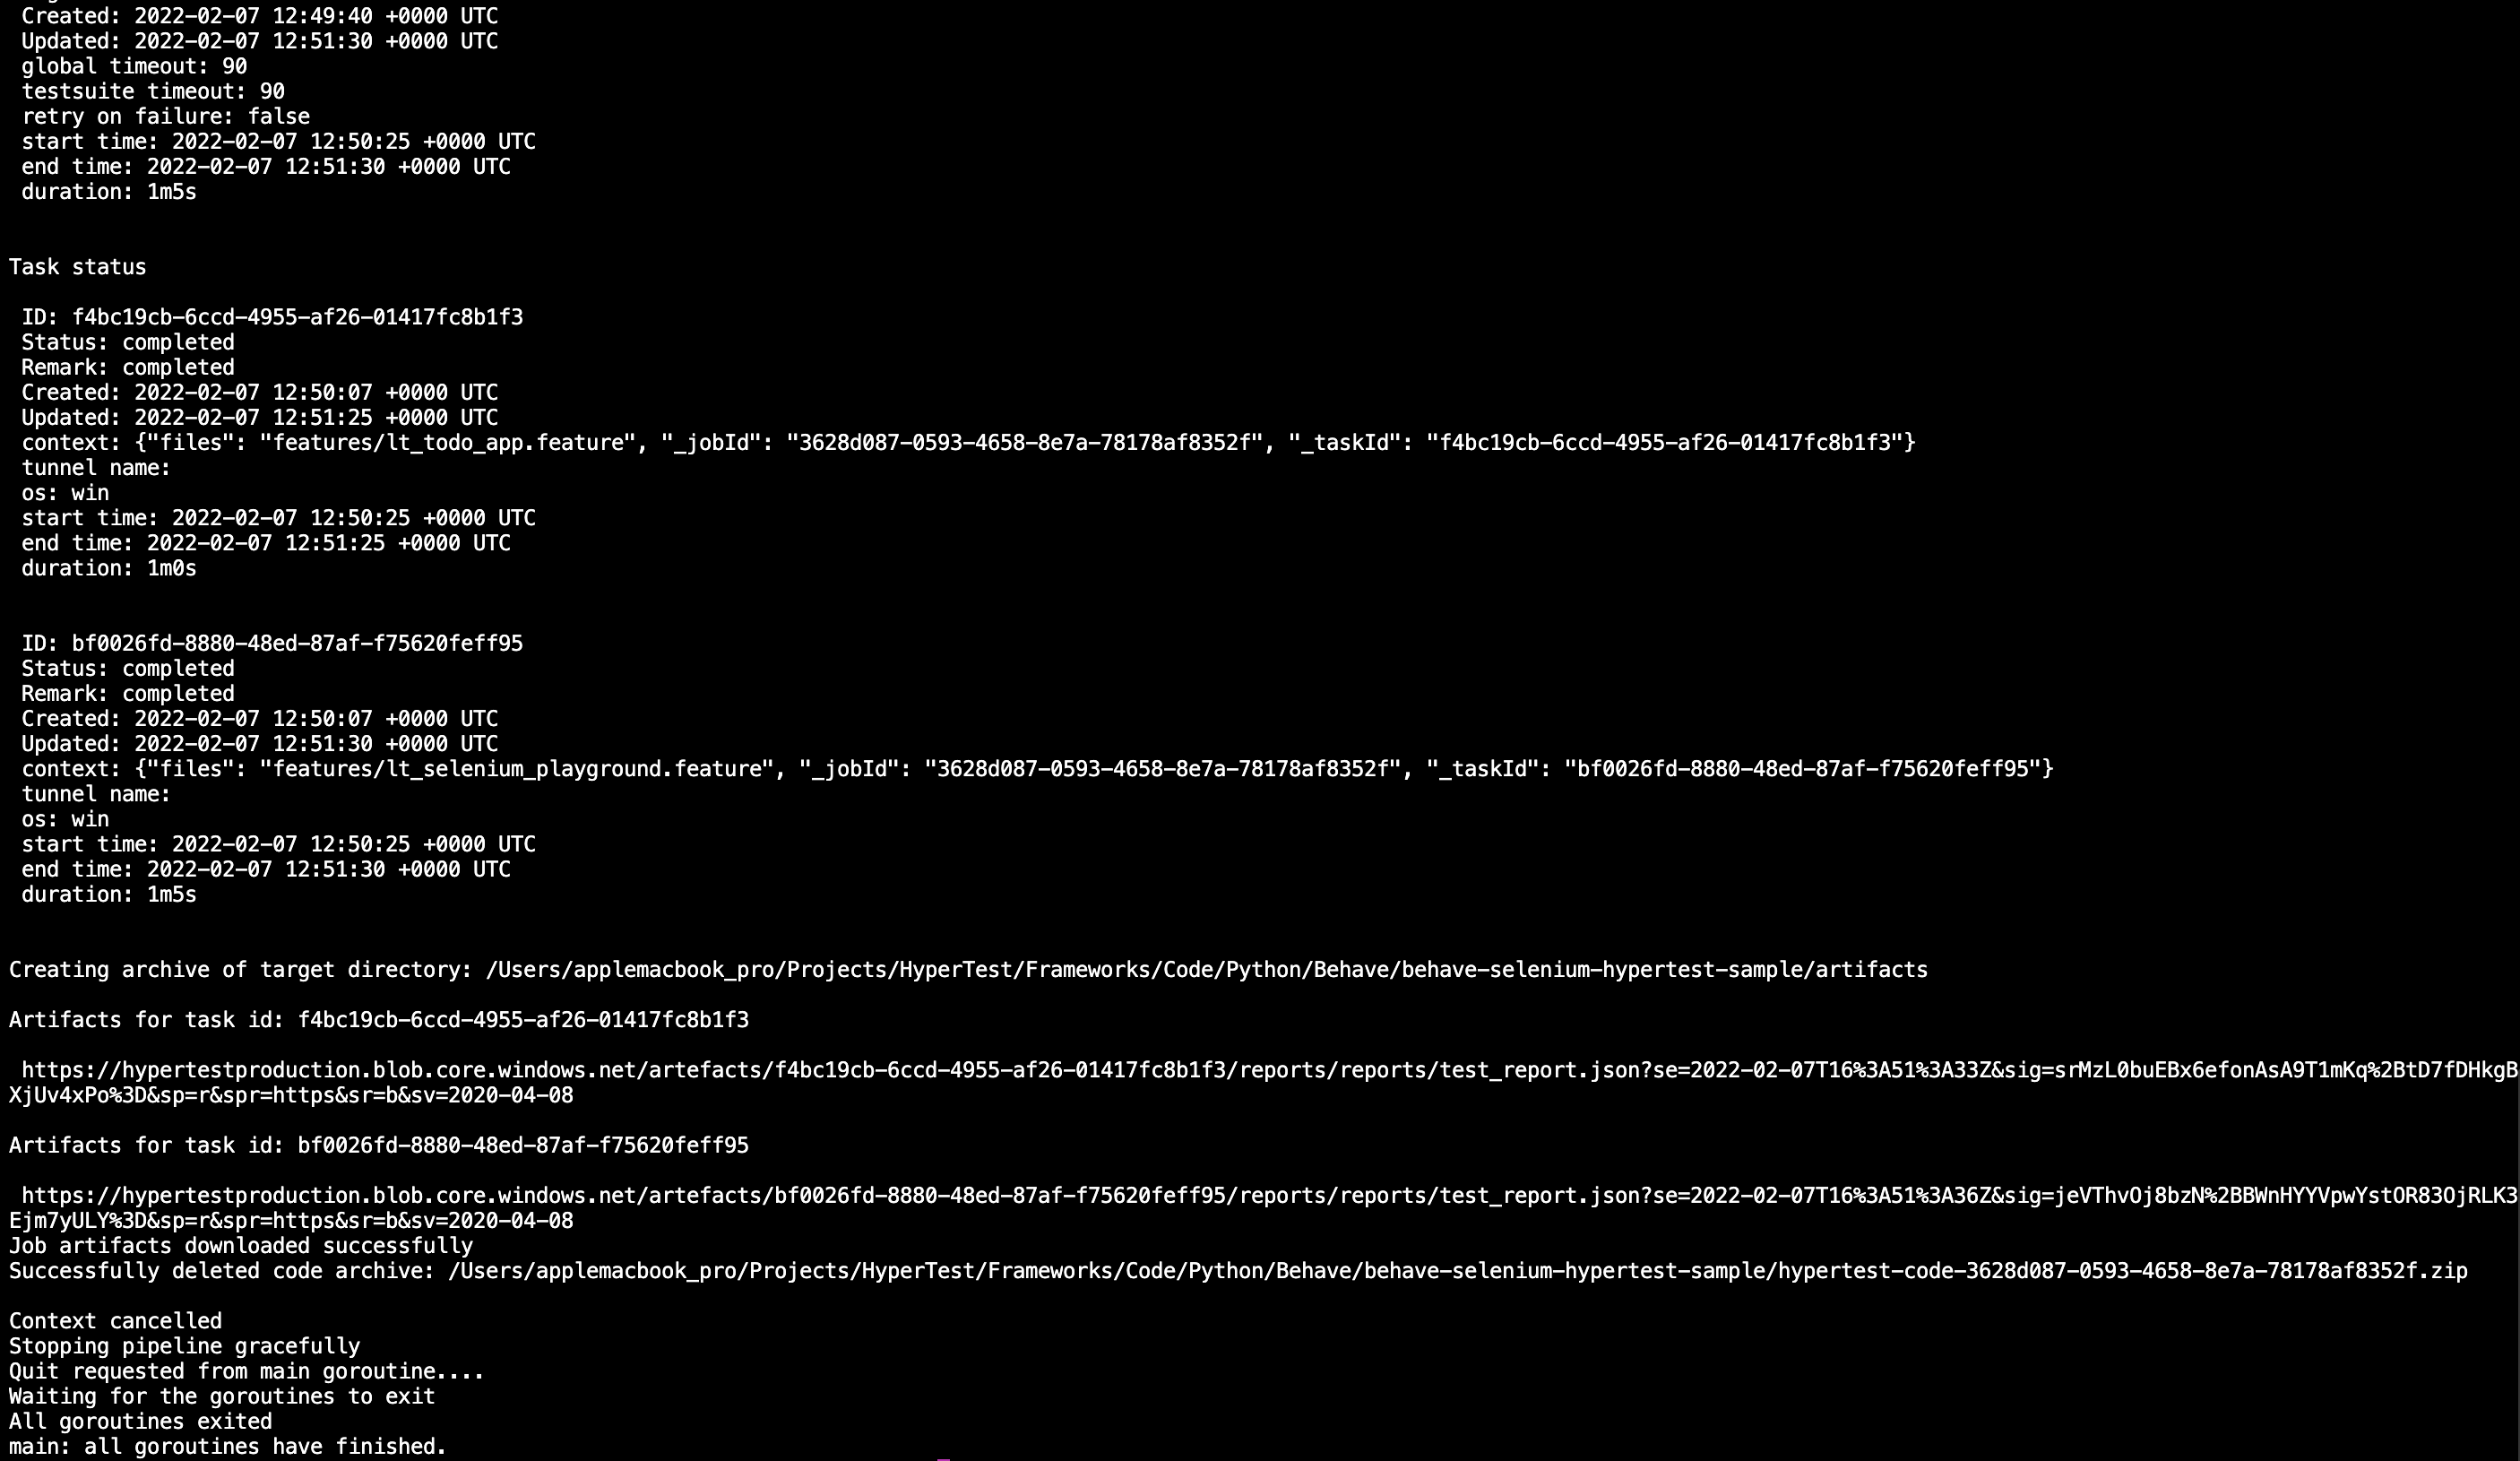 Created: 2022-02-07 12:49:40 +0000 UTC
Updated: 2022-02-07 12:51:30 +0000 UTC
global timeout: 90
testsuite timeout: 90
retry on failure: false
start time: 2022-02-07 12:50:25 +0000 UTC
end time: 2022-02-07 12:51:30 +0000 UTC
duration: 1m5s
Task status
ID: f4bc19cb-6ccd-4955-af26-01417fc8b1f3
Status: completed
Remark: completed
Created: 2022-02-07 12:50:07 +0000 UTC
Updated: 2022-02-07 12:51:25 +0000 UTC
context: {"files": "features/lt_todo_app.feature", "_jobId": "3628d087-0593-4658-8e7a-78178af8352f", "_taskId": "f4bc19cb-6ccd-4955-af26-01417fc8b1f3"}
tunnel name:
os: win
start time: 2022-02-07 12:50:25 +0000 UTC
end time: 2022-02-07 12:51:25 +0000 UTC
duration: 1m0s
ID: bf0026fd-8880-48ed-87af-f75620feff95
Status: completed
Remark: completed
Created: 2022-02-07 12:50:07 +0000 UTC
Updated: 2022-02-07 12:51:30 +0000 UTC
context: {"files": "features/lt_selenium_playground.feature", "_jobId": "3628d087-0593-4658-8e7a-78178af8352f", "_taskId": "bf0026fd-8880-48ed-87af-f75620feff95"}
tunnel name:
os: win
start time: 2022-02-07 12:50:25 +0000 UTC
end time: 2022-02-07 12:51:30 +0000 UTC
duration: 1m5s
Creating archive of target directory: /Users/applemacbook_pro/Projects/HyperTest/Frameworks/Code/Python/Behave/behave-selenium-hypertest-sample/artifacts
Artifacts for task id: f4bc19cb-6ccd-4955-af26-01417fc8b1f3
https://hypertestproduction.blob.core.windows.net/artefacts/f4bc19cb-6ccd-4955-af26-01417fc8b1f3/reports/reports/test_report.json?se=2022-02-07T16%3A51%3A33Z&sig=srMzL0buEBx6efonAsA9T1mKq%2BtD7fDHkgB
XjUv4xPo%3D&sp=r&spr=https&sr=b&sv=2020-04-08
Artifacts for task id: bf0026fd-8880-48ed-87af-f75620feff95
https://hypertestproduction.blob.core.windows.net/artefacts/bf0026fd-8880-48ed-87af-f75620feff95/reports/reports/test_report.json?se=2022-02-07T16%3A51%3A36Z&sig=jeVThvOj8bzN%2BBWnHYYVpwYstOR83OjRLK3
Ejm7yULY%3D&sp=r&spr=https&sr=b&sv=2020-04-08
Job artifacts downloaded successfully
Successfully deleted code archive: /Users/applemacbook_pro/Projects/HyperTest/Frameworks/Code/Python/Behave/behave-selenium-hypertest-sample/hypertest-code-3628d087-0593-4658-8e7a-78178af8352f.zip
Context cancelled
Stopping pipeline gracefully
Quit requested from main goroutine....
Waiting for the goroutines to exit
All goroutines exited
main: all goroutines have finished.